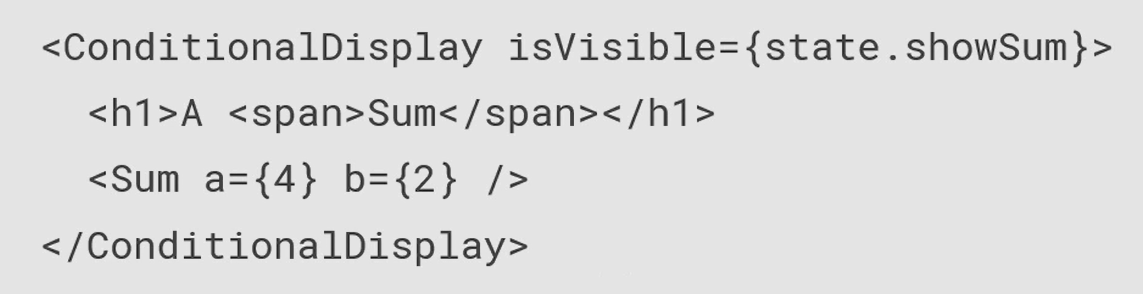 <ConditionalDisplay isVisible={state.showSum}>
  <h1>A <span>Sum</span></h1>
  <Sum a={4} b={2} />
</ConditionalDisplay>